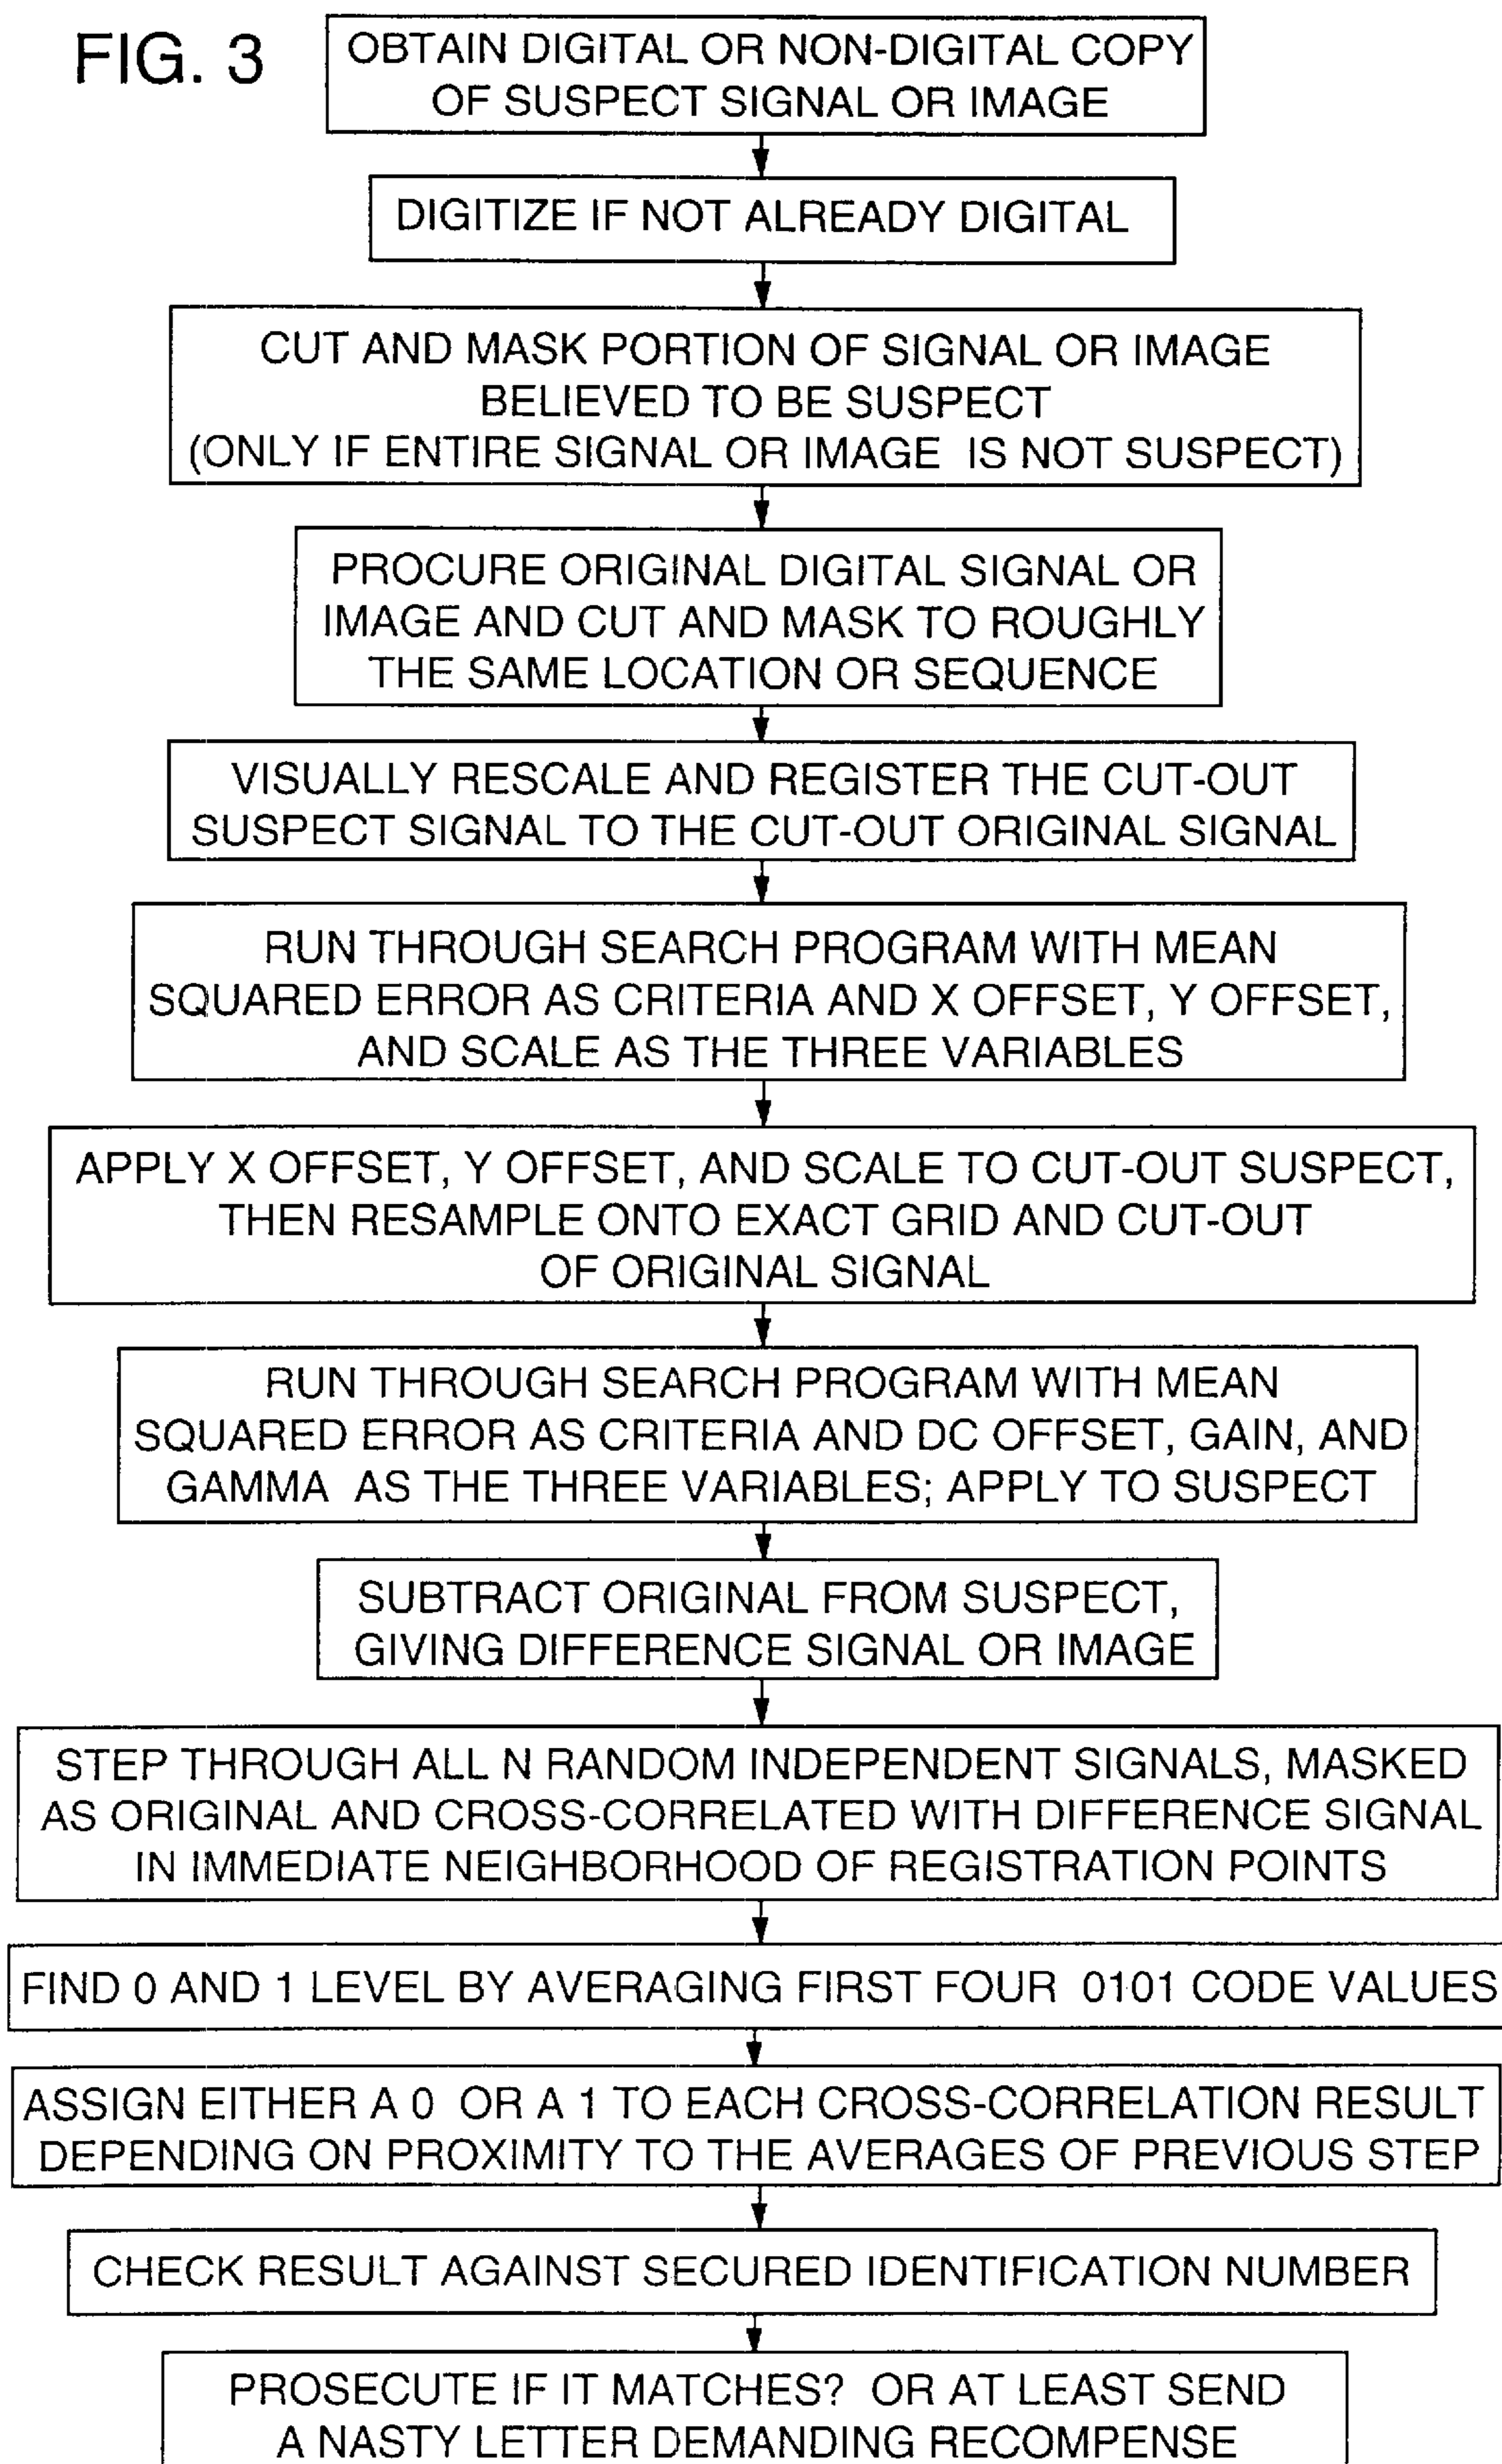 FIG. 3
OBTAIN DIGITAL OR NON-DIGITAL COPY
OF SUSPECT SIGNAL OR IMAGE
DIGITIZE IF NOT ALREADY DIGITAL
CUT AND MASK PORTION OF SIGNAL OR IMAGE
BELIEVED TO BE SUSPECT
(ONLY IF ENTIRE SIGNAL OR IMAGE IS NOT SUSPECT)
PROCURE ORIGINAL DIGITAL SIGNAL OR
IMAGE AND CUT AND MASK TO ROUGHLY
THE SAME LOCATION OR SEQUENCE
VISUALLY RESCALE AND REGISTER THE CUT-OUT
SUSPECT SIGNAL TO THE CUT-OUT ORIGINAL SIGNAL
RUN THROUGH SEARCH PROGRAM WITH MEAN
SQUARED ERROR AS CRITERIA AND X OFFSET, Y OFFSET,
AND SCALE AS THE THREE VARIABLES
APPLY X OFFSET, Y OFFSET, AND SCALE TO CUT-OUT SUSPECT,
THEN RESAMPLE ONTO EXACT GRID AND CUT-OUT
OF ORIGINAL SIGNAL
RUN THROUGH SEARCH PROGRAM WITH MEAN
SQUARED ERROR AS CRITERIA AND DC OFFSET, GAIN, AND
GAMMA AS THE THREE VARIABLES; APPLY TO SUSPECT
SUBTRACT ORIGINAL FROM SUSPECT,
GIVING DIFFERENCE SIGNAL OR IMAGE
STEP THROUGH ALL N RANDOM INDEPENDENT SIGNALS, MASKED
AS ORIGINAL AND CROSS-CORRELATED WITH DIFFERENCE SIGNAL
IN IMMEDIATE NEIGHBORHOOD OF REGISTRATION POINTS
FIND 0 AND 1 LEVEL BY AVERAGING FIRST FOUR 0101 CODE VALUES
ASSIGN EITHER A 0 OR A 1 TO EACH CROSS-CORRELATION RESULT
DEPENDING ON PROXIMITY TO THE AVERAGES OF PREVIOUS STEP
CHECK RESULT AGAINST SECURED IDENTIFICATION NUMBER
PROSECUTE IF IT MATCHES? OR AT LEAST SEND
A NASTY LETTER DEMANDING RECOMPENSE